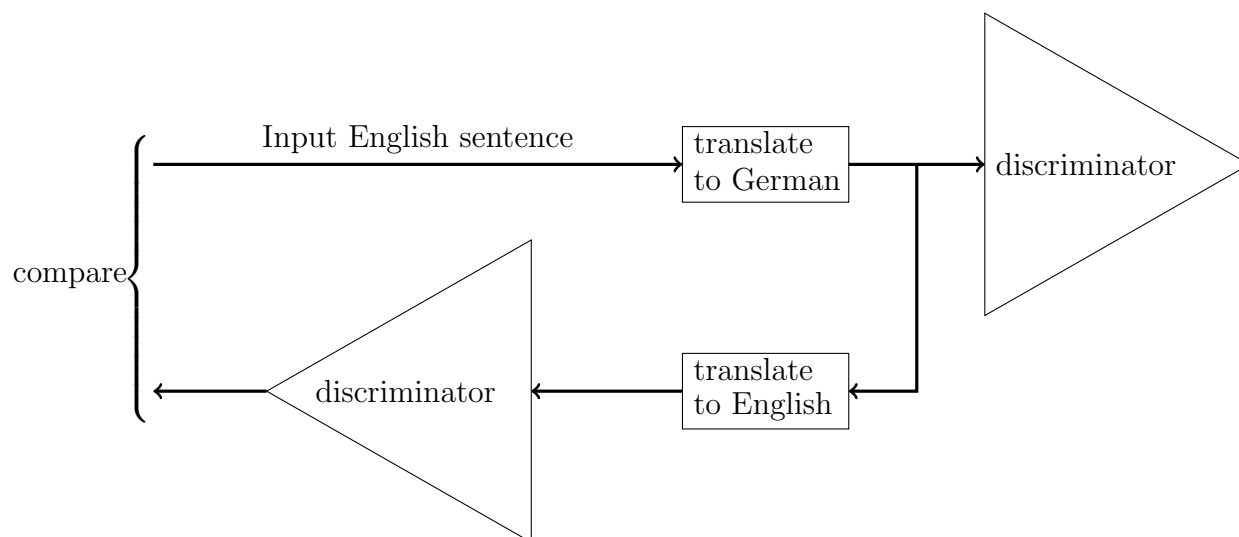 Input English sentence
translate
to German
discriminator
compare
translate
to English
discriminator